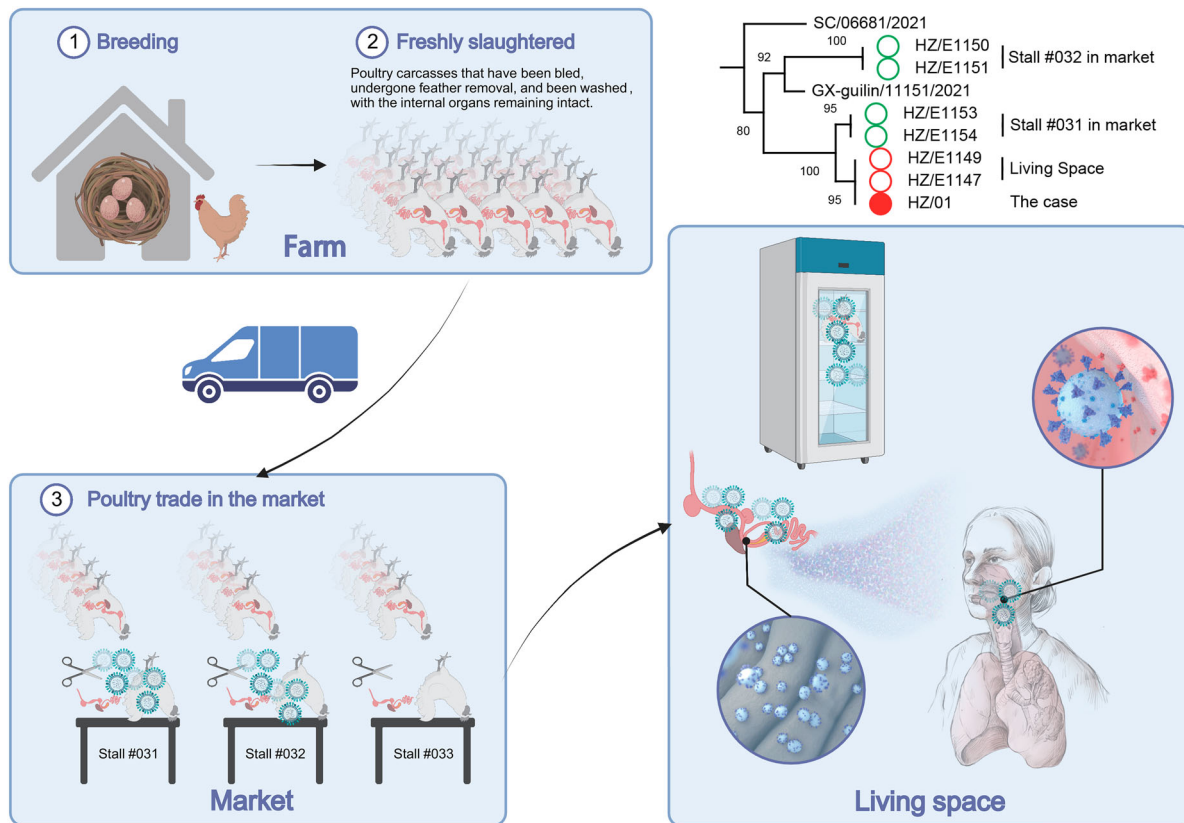 1 Breeding
2 Freshly slaughtered
Poultry carcasses that have been bled,
undergone feather removal, and been washed ,
with the internal organs remaining intact.
Farm
SC/06681/2021
100
HZ/E1150
HZ/E1151
Stall #032 in market
92
GX-guilin/11151/2021
80
95
HZ/E1153
HZ/E1154
Stall #031 in market
100
HZ/E1149
HZ/E1147
Living Space
95
HZ/01
The case
3 Poultry trade in the market
Stall #031
Stall #032
Stall #033
Market
Living space